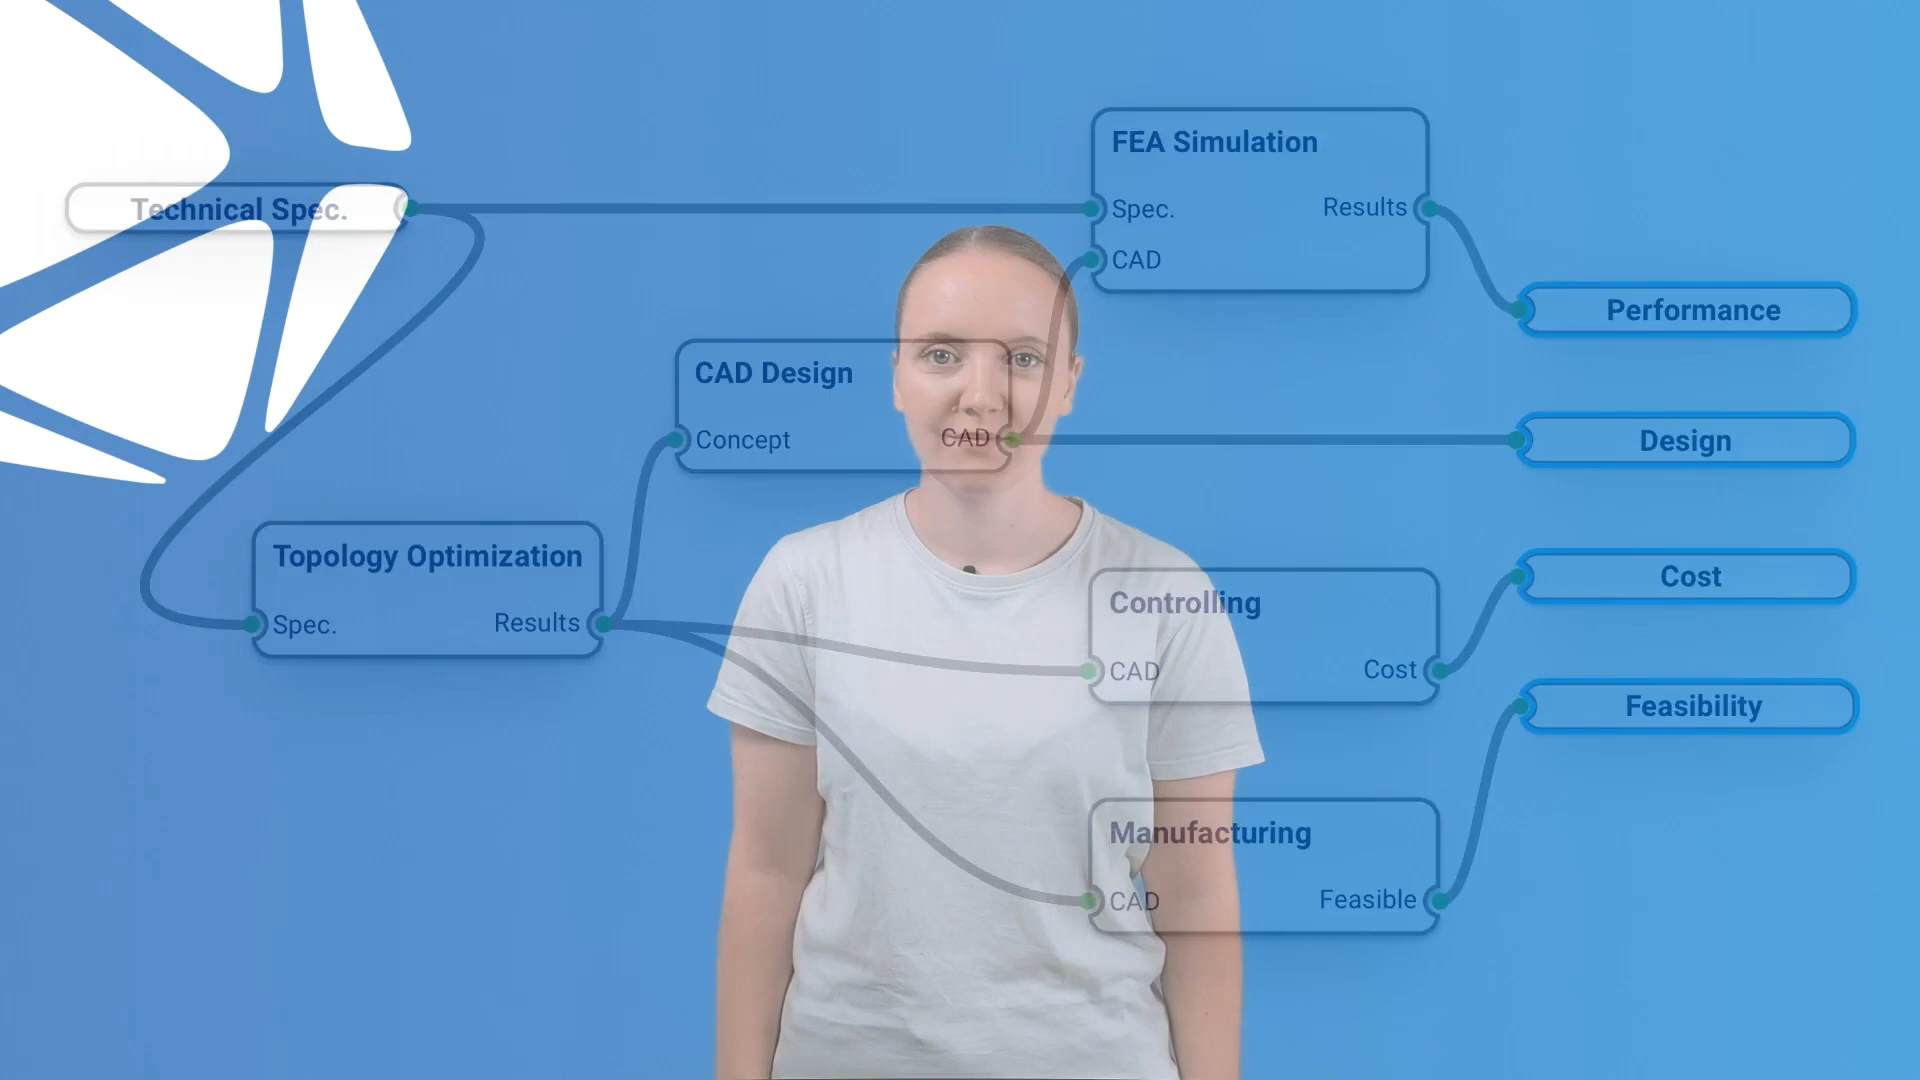 Technical Spec.
FEA Simulation
Spec.
Results
CAD
Performance
CAD Design
Concept
CAD
Design
Topology Optimization
Spec.
Results
Controlling
CAD
Cost
Cost
Feasibility
Manufacturing
CAD
Feasible